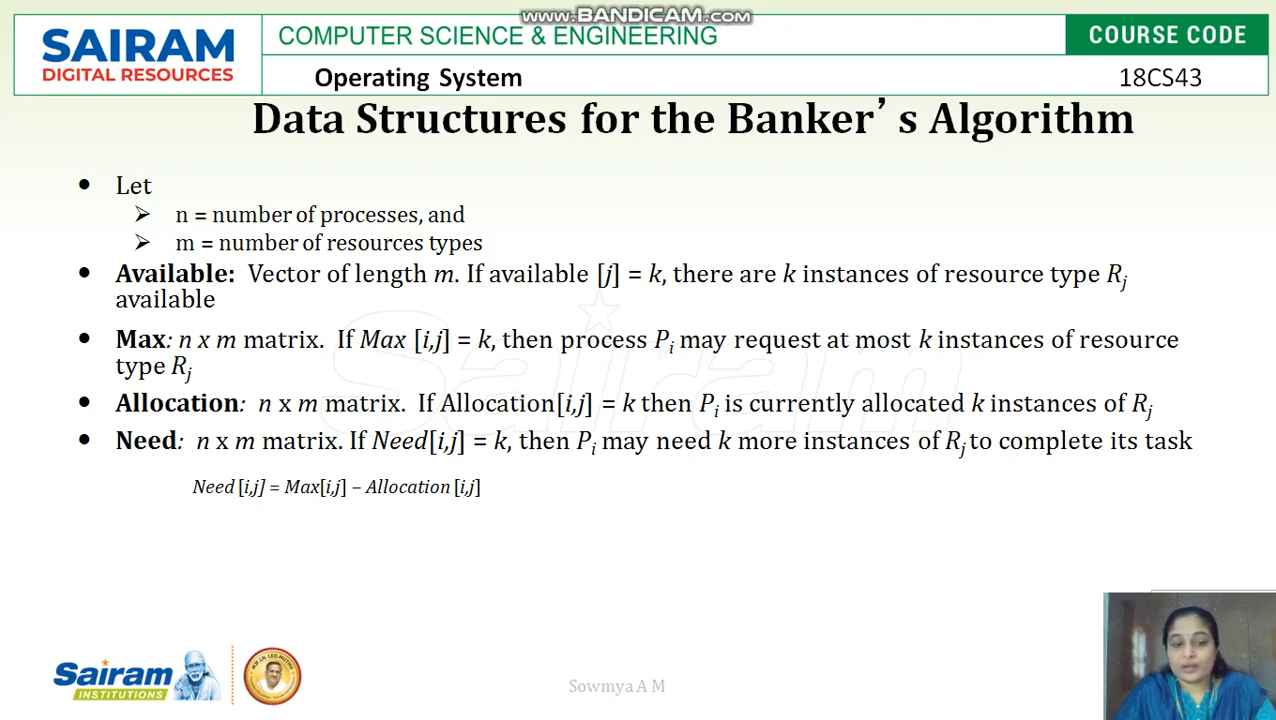 www.BANDICAM.com
SAIRAM
DIGITAL RESOURCES
COMPUTER SCIENCE & ENGINEERING
COURSE CODE
Operating System
18CS43
Data Structures for the Banker’s Algorithm
• Let
➢ n = number of processes, and
➢ m = number of resources types
• Available: Vector of length m. If available [j] = k, there are k instances of resource type Rj
available
• Max: n x m matrix. If Max [i,j] = k, then process Pi may request at most k instances of resource
type Rj
• Allocation: n x m matrix. If Allocation[i,j] = k then Pi is currently allocated k instances of Rj
• Need: n x m matrix. If Need[i,j] = k, then Pi may need k more instances of Rj to complete its task
Need [i,j] = Max[i,j] – Allocation [i,j]
Sairam
Sairam
INSTITUTIONS
Sowmya A M